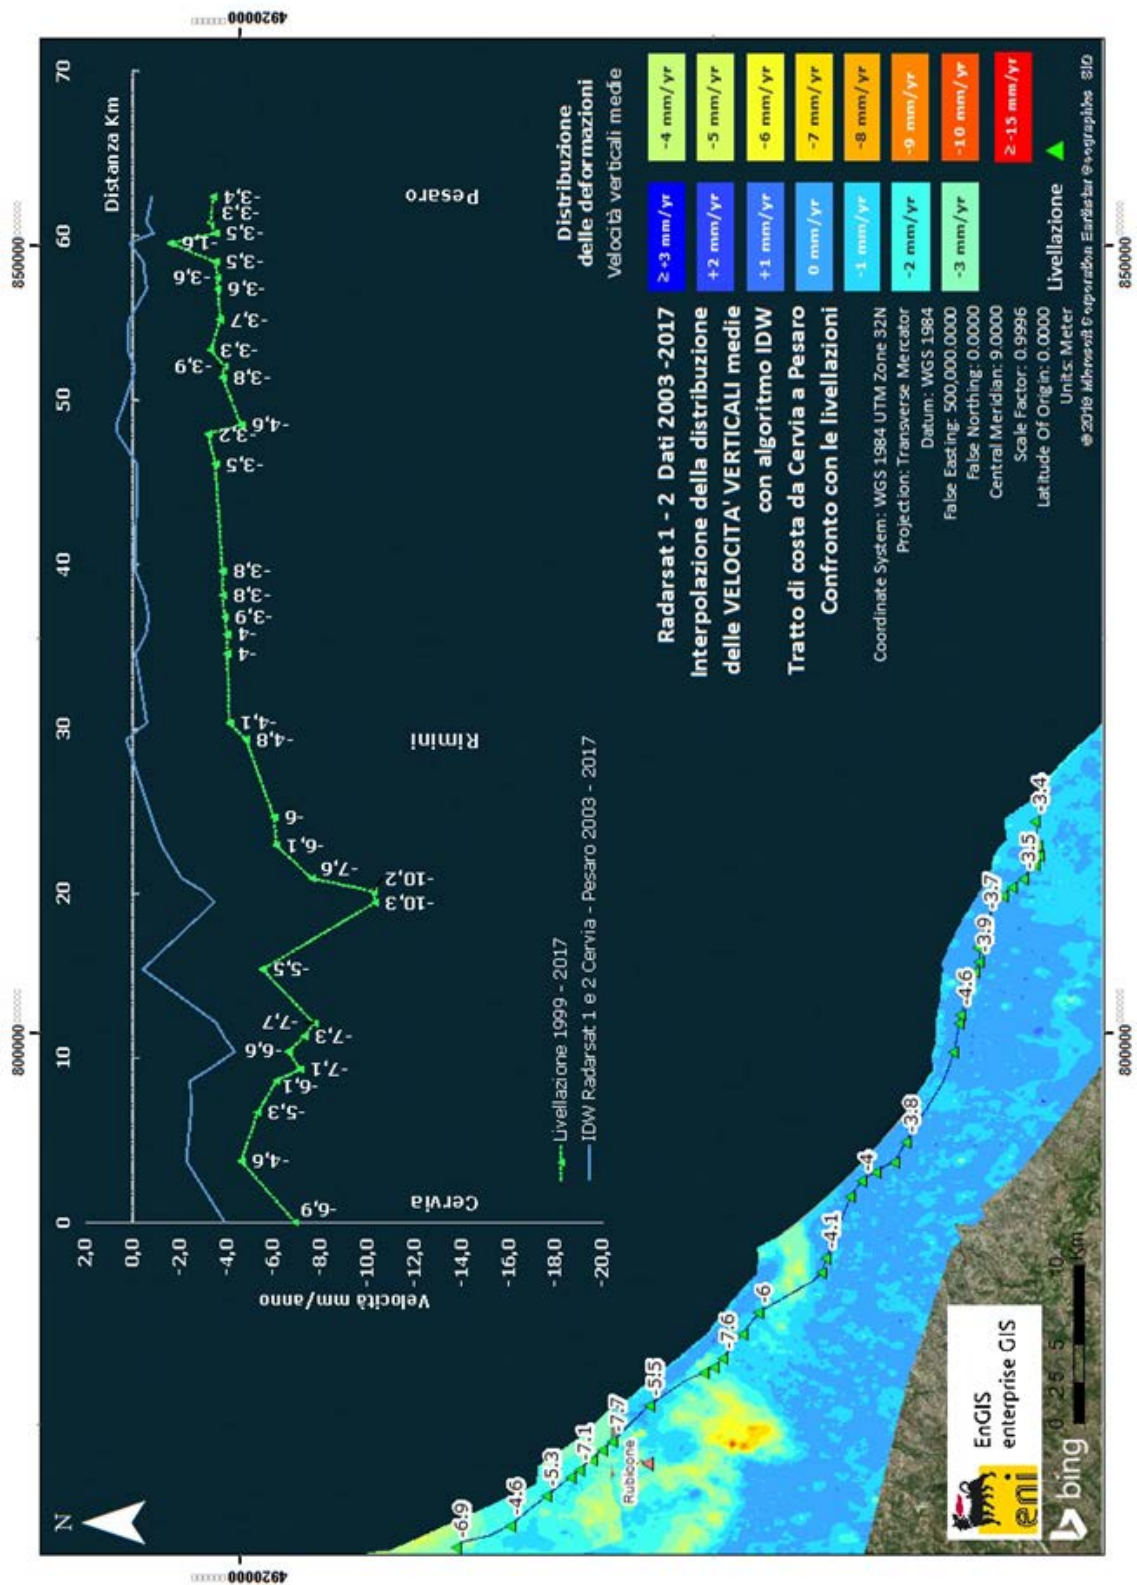 850000
800000
4920000
4920000
850000
800000
N
Distanza Km
0
10
20
30
40
50
60
70
Velocità mm/anno
2,0
0,0
-2,0
-4,0
-6,0
-8,0
-10,0
-12,0
-14,0
-16,0
-18,0
-20,0
-6,9
-4,6
-5,3
-6,1
-7,1
-6,6
-7,3
-7,7
-5,5
-10,3
-10,2
-7,6
-6,1
-6
-4,8
-4,1
-4
-4
-3,9
-3,8
-3,8
-3,5
-3,2
-4,6
-3,8
-3,9
-3,3
-3,7
-3,6
-3,6
-3,5
-1,6
-3,5
-3,3
-3,4
Cervia
Rimini
Pesaro
Livellazione 1999 - 2017
IDW Radarsat 1 e 2 Cervia - Pesaro 2003 - 2017
Distribuzione
delle deformazioni
Velocità verticali medie
≥ +3 mm/yr
+2 mm/yr
+1 mm/yr
0 mm/yr
-1 mm/yr
-2 mm/yr
-3 mm/yr
-4 mm/yr
-5 mm/yr
-6 mm/yr
-7 mm/yr
-8 mm/yr
-9 mm/yr
-10 mm/yr
≥ -15 mm/yr
Livellazione
Radarsat 1 - 2 Dati 2003 -2017
Interpolazione della distribuzione
delle VELOCITA' VERTICALI medie
con algoritmo IDW
Tratto di costa da Cervia a Pesaro
Confronto con le livellazioni
Coordinate System: WGS 1984 UTM Zone 32N
Projection: Transverse Mercator
Datum: WGS 1984
False Easting: 500,000.0000
False Northing: 0.0000
Central Meridian: 9.0000
Scale Factor: 0.9996
Latitude Of Origin: 0.0000
Units: Meter
© 2018 Microsoft Corporation Earthstar Geographics SIO
-6.9
-4.6
-5.3
-7.1
-7.7
Rubicone
-5.5
-7.6
-6
-4.1
-4
-3.8
-4.6
-3.9
-3.7
-3.5
-3.4
eni
EnGIS
enterprise GIS
bing
0 2.5 5 10
Km